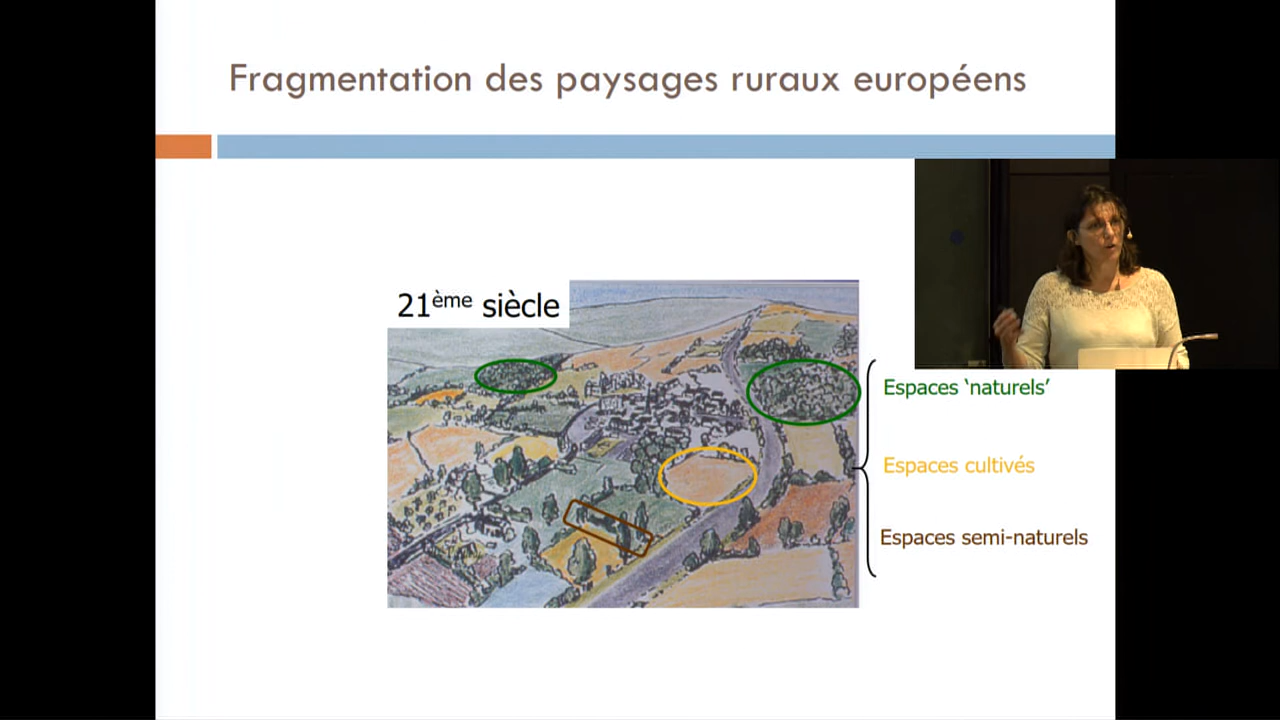 Fragmentation des paysages ruraux européens
21ème siècle
Espaces ‘naturels’
Espaces cultivés
Espaces semi-naturels